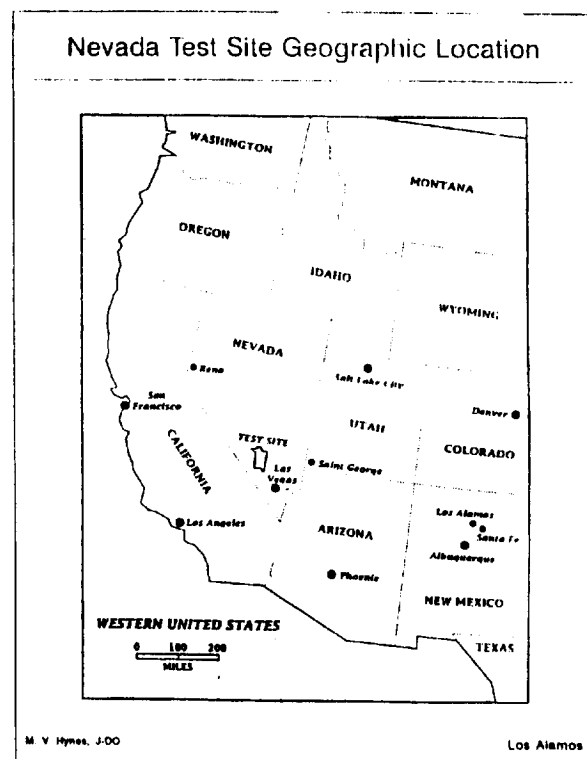 Nevada Test Site Geographic Location
WASHINGTON
MONTANA
OREGON
IDAHO
WYOMING
NEVADA
Reno
Salt Lake City
San
Francisco
Denver
UTAH
CALIFORNIA
TEST SITE
COLORADO
Las
Vegas
Saint George
Los Alamos
Santa Fe
Los Angeles
ARIZONA
Albuquerque
Phoenix
NEW MEXICO
WESTERN UNITED STATES
TEXAS
0 100 200
MILES
M. V. Hynes, J-DO
Los Alamos